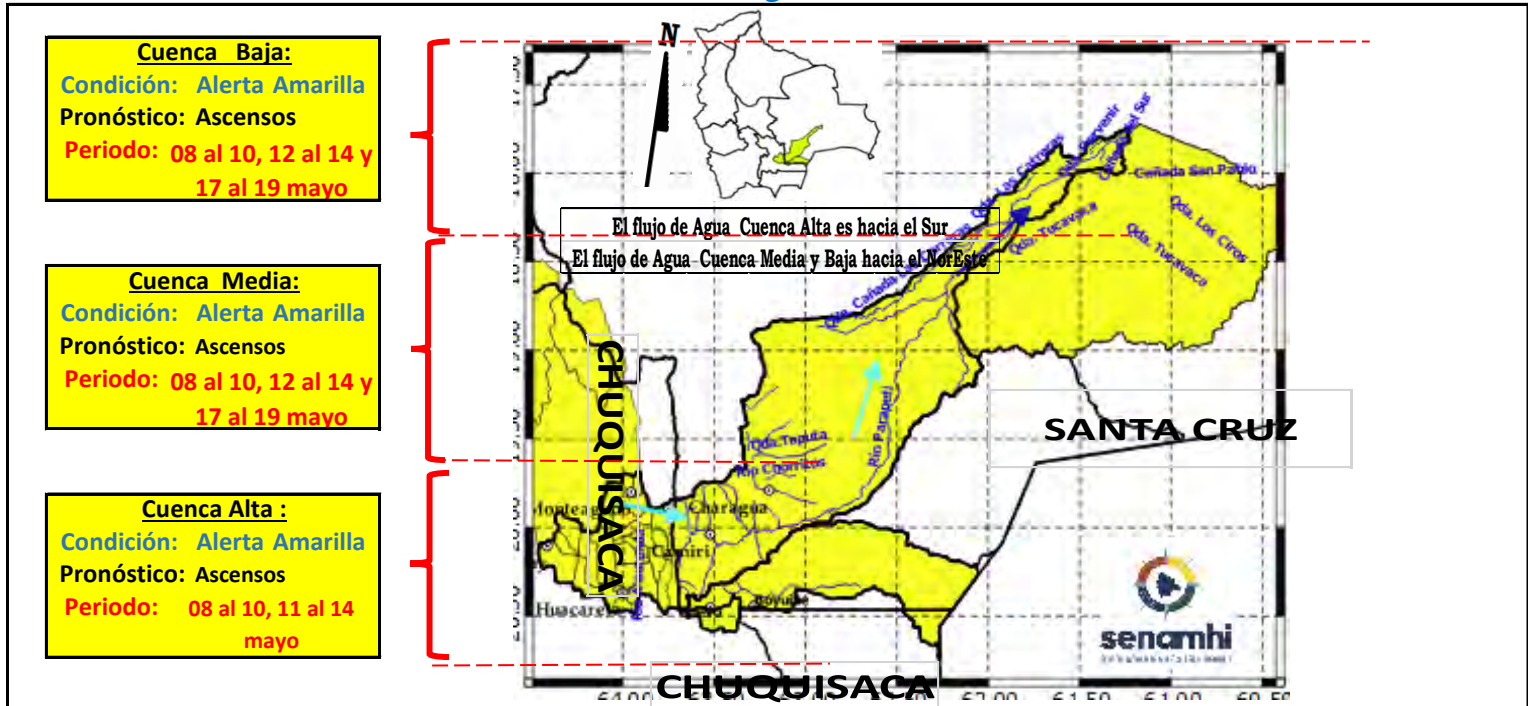 Cuenca Baja:
Condición: Alerta Amarilla
Pronóstico: Ascensos
Periodo: 08 al 10, 12 al 14 y
17 al 19 mayo
Cuenca Media:
Condición: Alerta Amarilla
Pronóstico: Ascensos
Periodo: 08 al 10, 12 al 14 y
17 al 19 mayo
Cuenca Alta :
Condición: Alerta Amarilla
Pronóstico: Ascensos
Periodo: 08 al 10, 11 al 14
mayo
N
El flujo de Agua Cuenca Alta es hacia el Sur
El flujo de Agua Cuenca Media y Baja hacia el NorEste
Cañada San Pablo
Qda. Los Ciros
Qda. Tucavaca
Qda. Tucavaca
Qda. Taputa
Rio Chorritos
Rio Parapeti
Charagua
Camiri
CHUQUISACA
SANTA CRUZ
CHUQUISACA
senamhi